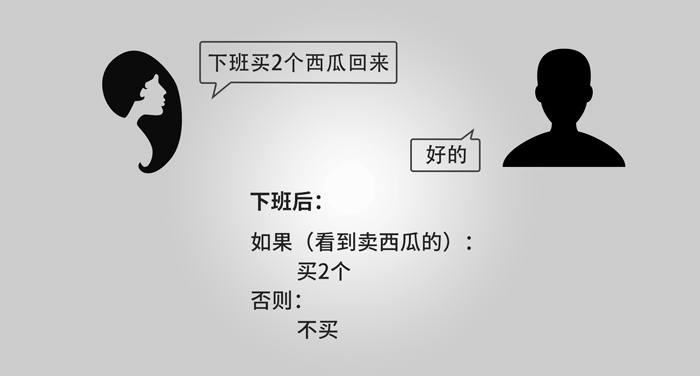 下班买2个西瓜回来
好的
下班后：
如果（看到卖西瓜的）：
买2个
否则：
不买